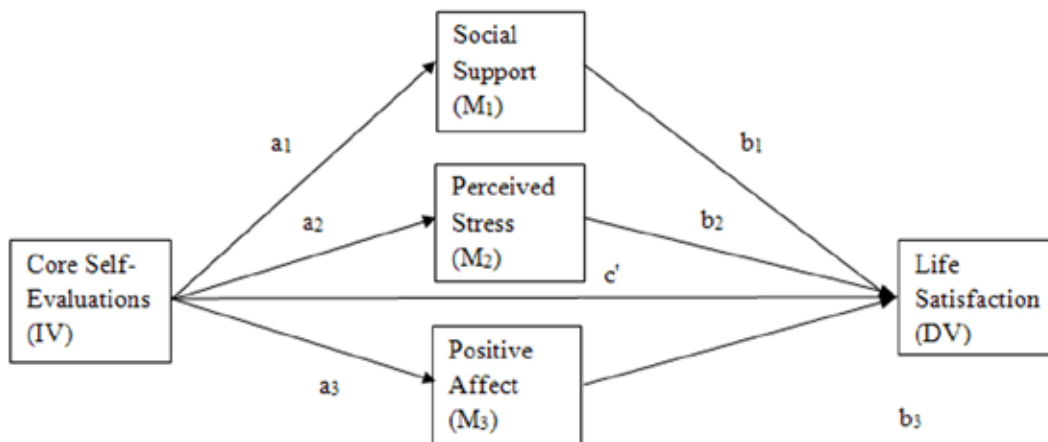 Social
Support
(M₁)
a₁
b₁
Perceived
Stress
(M₂)
a₂
b₂
Core Self-
Evaluations
(IV)
c'
Life
Satisfaction
(DV)
Positive
Affect
(M₃)
a₃
b₃